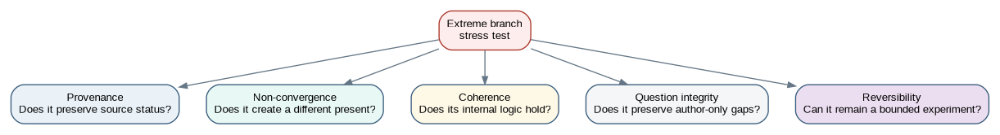 Extreme branch
stress test
Provenance
Does it preserve source status?
Non-convergence
Does it create a different present?
Coherence
Does its internal logic hold?
Question integrity
Does it preserve author-only gaps?
Reversibility
Can it remain a bounded experiment?